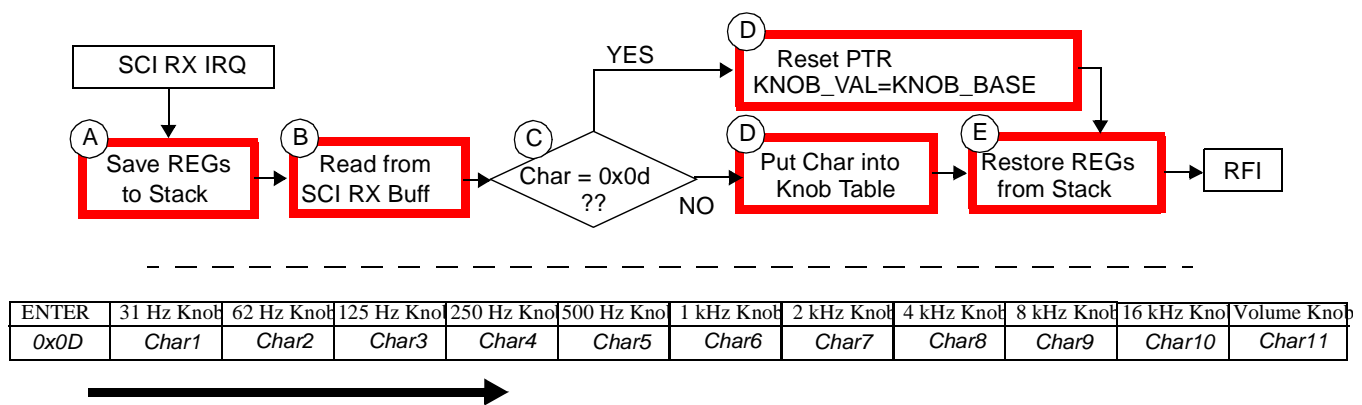 SCI RX IRQ
A
Save REGs
to Stack
B
Read from
SCI RX Buff
C
Char = 0x0d
??
YES
NO
D
Reset PTR
KNOB_VAL=KNOB_BASE
D
Put Char into
Knob Table
E
Restore REGs
from Stack
RFI
ENTER 31 Hz Knob 62 Hz Knob 125 Hz Knob 250 Hz Knob 500 Hz Knob 1 kHz Knob 2 kHz Knob 4 kHz Knob 8 kHz Knob 16 kHz Knob Volume Knob
0x0D Char1 Char2 Char3 Char4 Char5 Char6 Char7 Char8 Char9 Char10 Char11